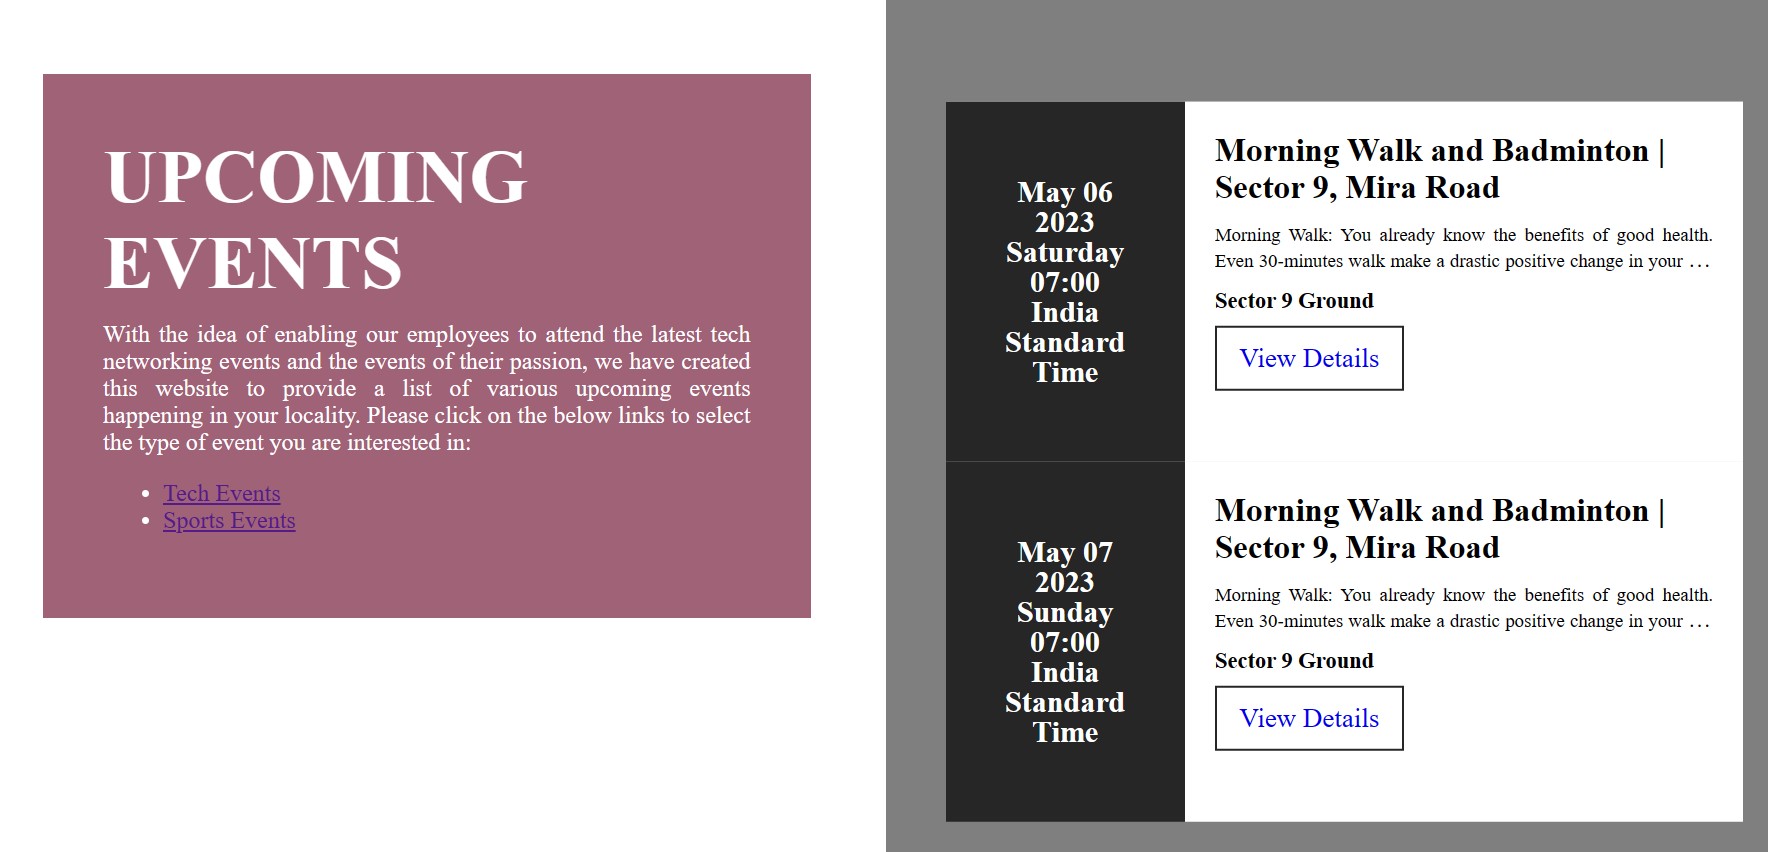 UPCOMING
EVENTS
With the idea of enabling our employees to attend the latest tech
networking events and the events of their passion, we have created
this website to provide a list of various upcoming events
happening in your locality. Please click on the below links to select
the type of event you are interested in:
• Tech Events
• Sports Events
May 06
2023
Saturday
07:00
India
Standard
Time
Morning Walk and Badminton |
Sector 9, Mira Road
Morning Walk: You already know the benefits of good health.
Even 30-minutes walk make a drastic positive change in your …
Sector 9 Ground
View Details
May 07
2023
Sunday
07:00
India
Standard
Time
Morning Walk and Badminton |
Sector 9, Mira Road
Morning Walk: You already know the benefits of good health.
Even 30-minutes walk make a drastic positive change in your …
Sector 9 Ground
View Details